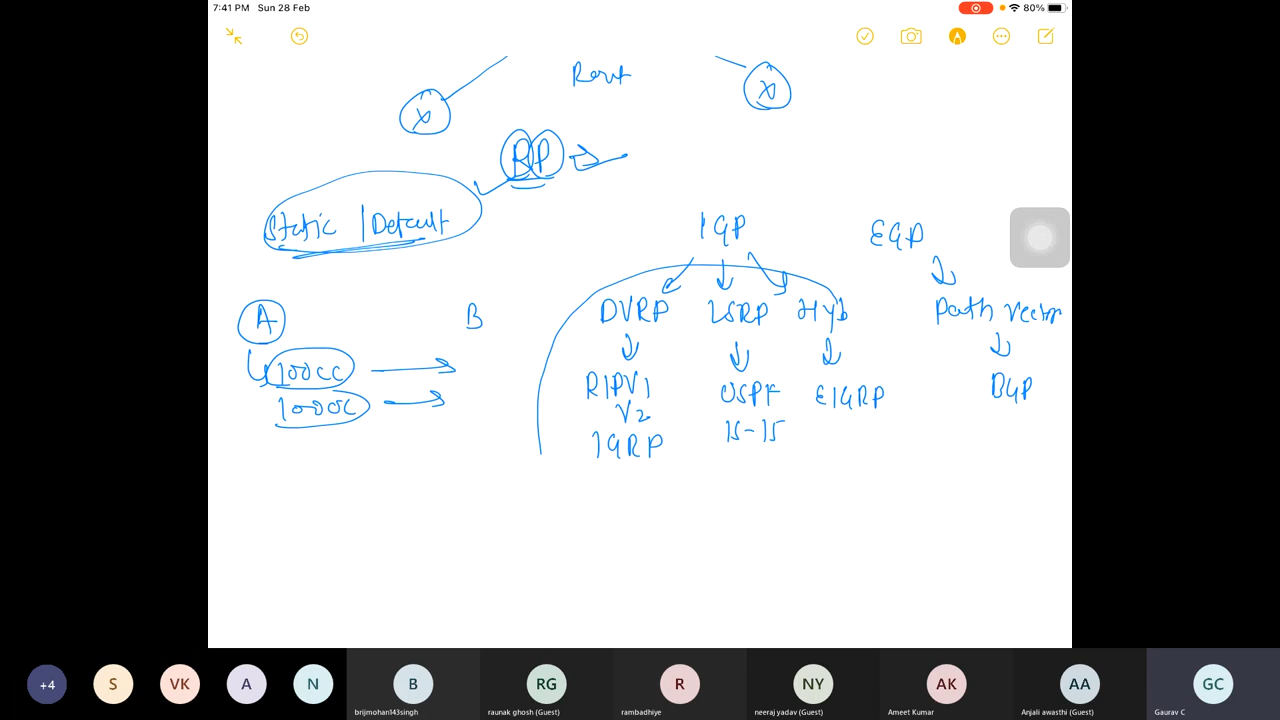 7:41 PM Sun 28 Feb
80%
Rout
X X
RP
Static | Default
IGP EGP
A B
DVRP LSRP Hyb Path vector
100cc
RIPV1 OSPF EIGRP BGP
1000c
V2
IGRP IS-IS
+4 S VK A N B RG R NY AK AA GC
brijmohan143singh raunak ghosh (Guest) rambadhiye neeraj yadav (Guest) Ameet Kumar Anjali awasthi (Guest) Gaurav C